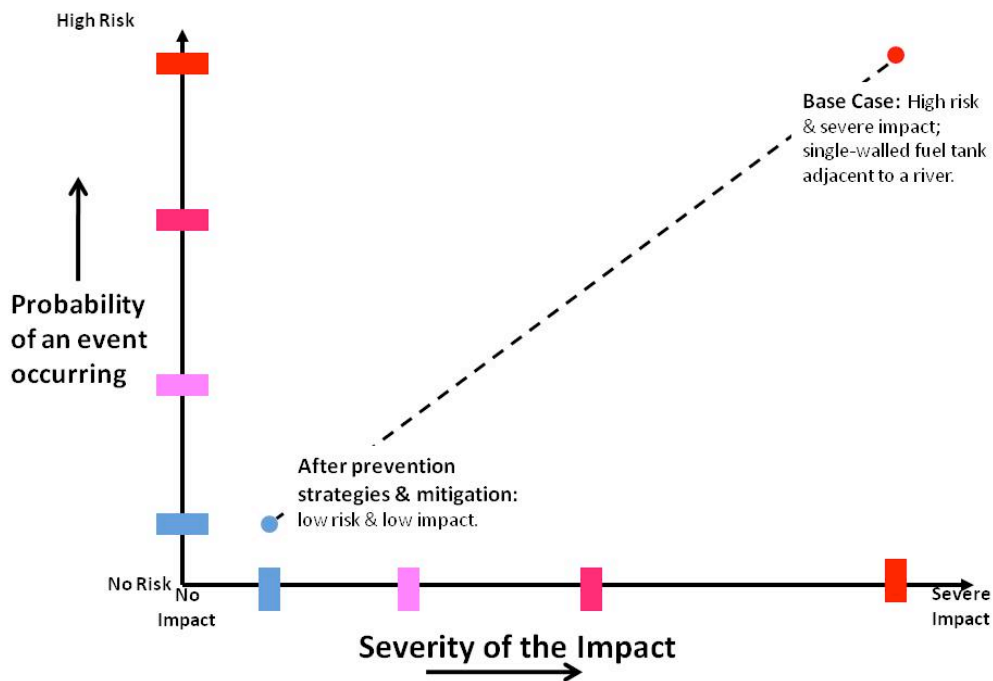 High Risk
Base Case: High risk
& severe impact;
single-walled fuel tank
adjacent to a river.
Probability
of an event
occurring
After prevention
strategies & mitigation:
low risk & low impact.
No Risk
No
Impact
Severe
Impact
Severity of the Impact